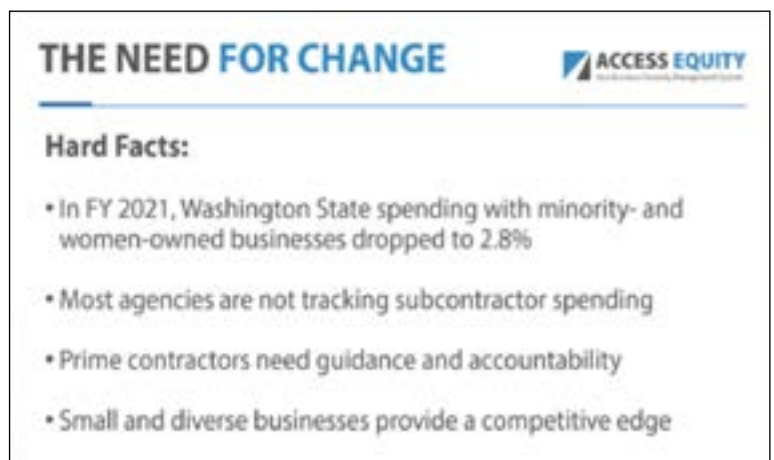 THE NEED FOR CHANGE
ACCESS EQUITY
Hard Facts:
• In FY 2021, Washington State spending with minority- and
women-owned businesses dropped to 2.8%
• Most agencies are not tracking subcontractor spending
• Prime contractors need guidance and accountability
• Small and diverse businesses provide a competitive edge